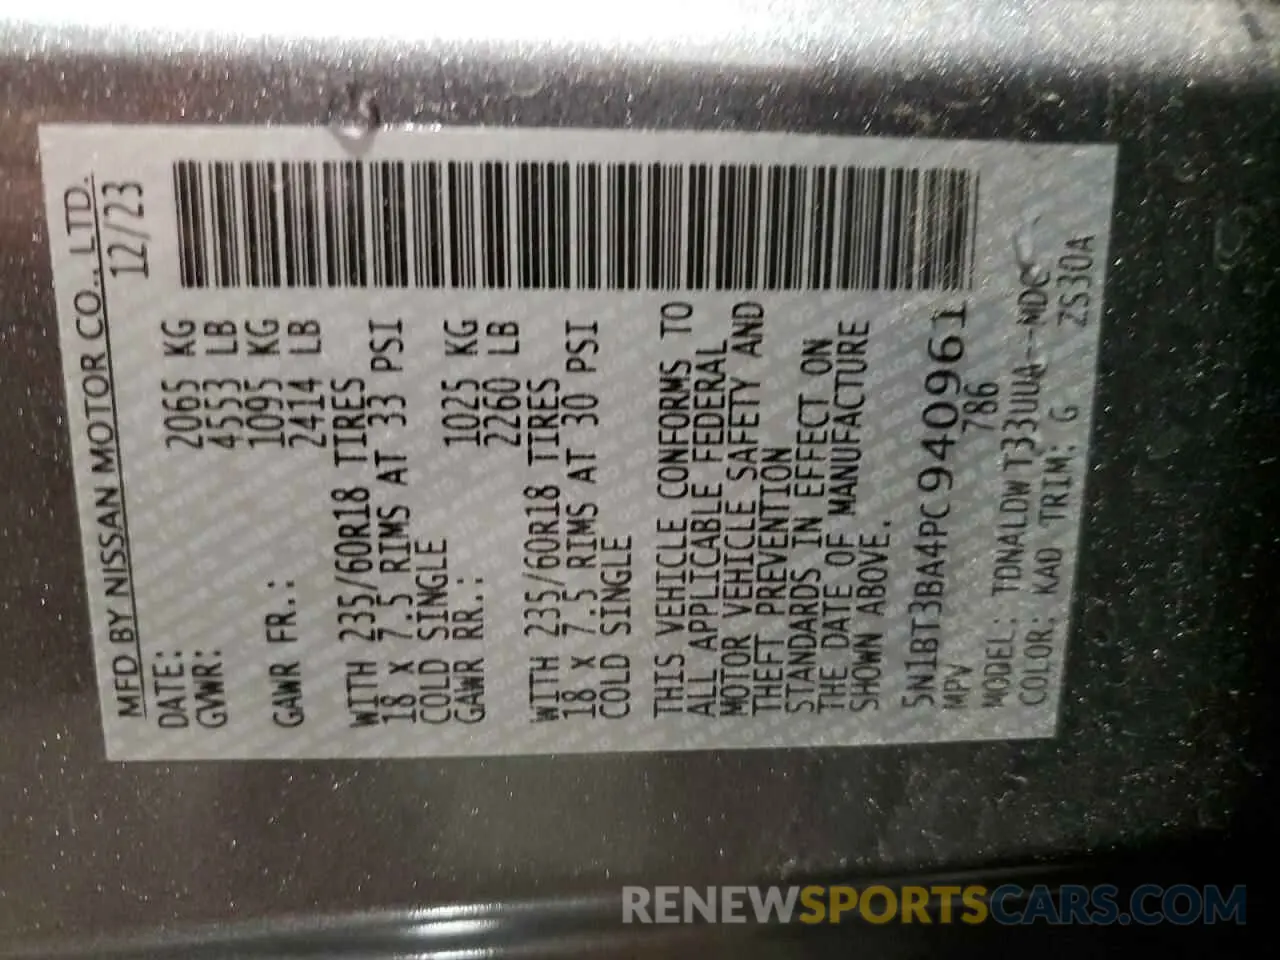 MFD BY NISSAN MOTOR CO., LTD.
DATE: 12/23
GVWR: 2065 KG
4553 LB
GAWR FR.: 1095 KG
2414 LB
WITH 235/60R18 TIRES
18 X 7.5 RIMS AT 33 PSI
COLD SINGLE
GAWR RR.: 1025 KG
2260 LB
WITH 235/60R18 TIRES
18 X 7.5 RIMS AT 30 PSI
COLD SINGLE
THIS VEHICLE CONFORMS TO
ALL APPLICABLE FEDERAL
MOTOR VEHICLE SAFETY AND
THEFT PREVENTION
STANDARDS IN EFFECT ON
THE DATE OF MANUFACTURE
SHOWN ABOVE.
5N1BT3BA4PC940961
MPV 786
MODEL: TDNALDWT33UUA--MDC
COLOR: KAD TRIM: G ZS30A
RENEWSPORTSCARS.COM